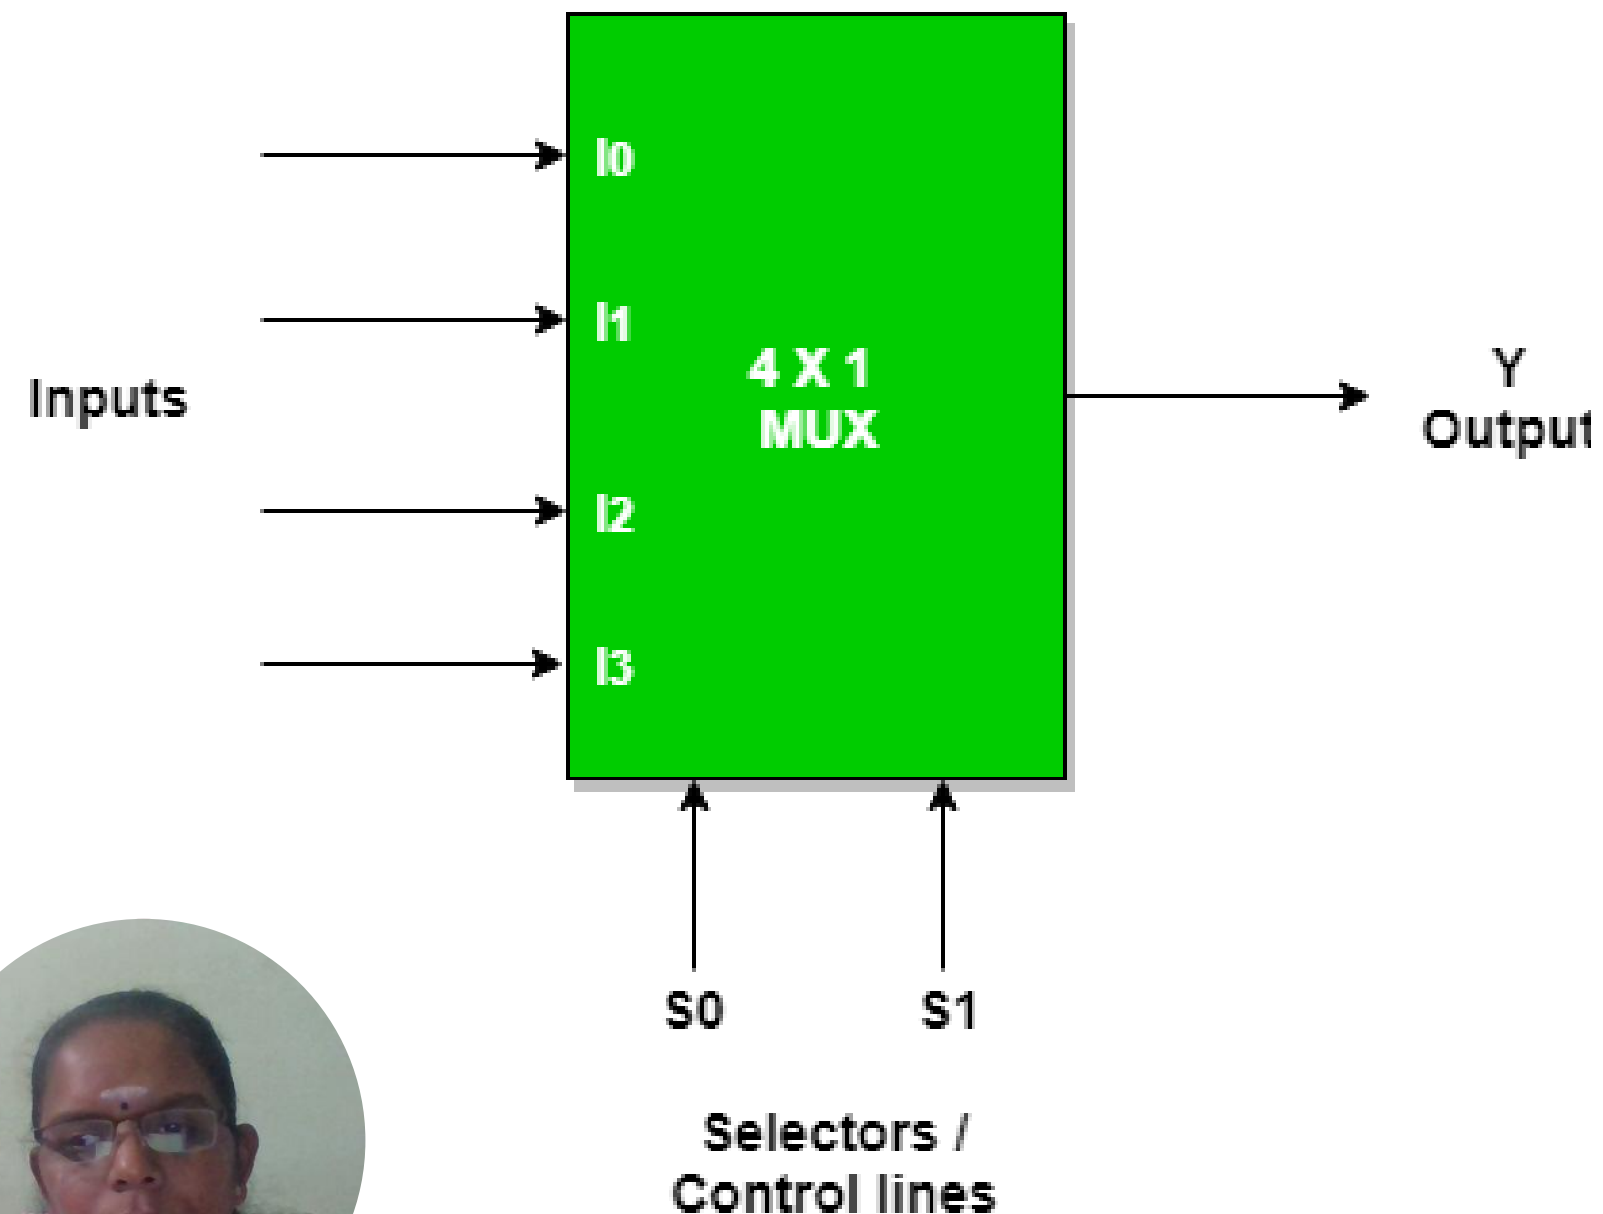 I0
I1
4 X 1
MUX
Inputs
Y
Output
I2
I3
S0 S1
Selectors /
Control lines